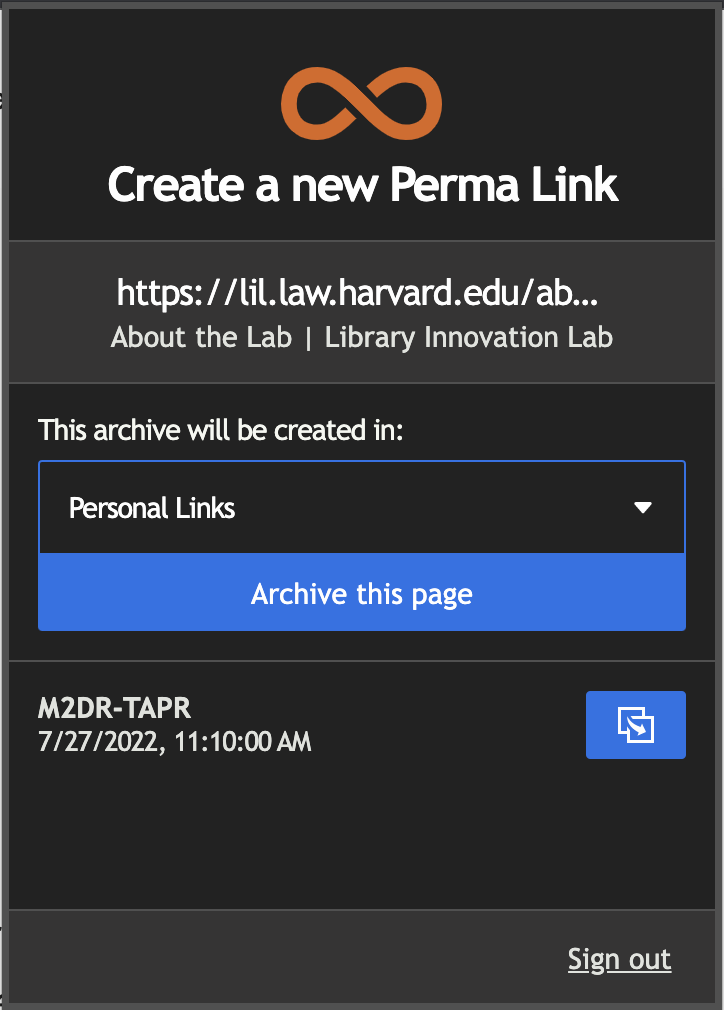 Create a new Perma Link
https://lil.law.harvard.edu/ab...
About the Lab | Library Innovation Lab
This archive will be created in:
Personal Links
Archive this page
M2DR-TAPR
7/27/2022, 11:10:00 AM
Sign out